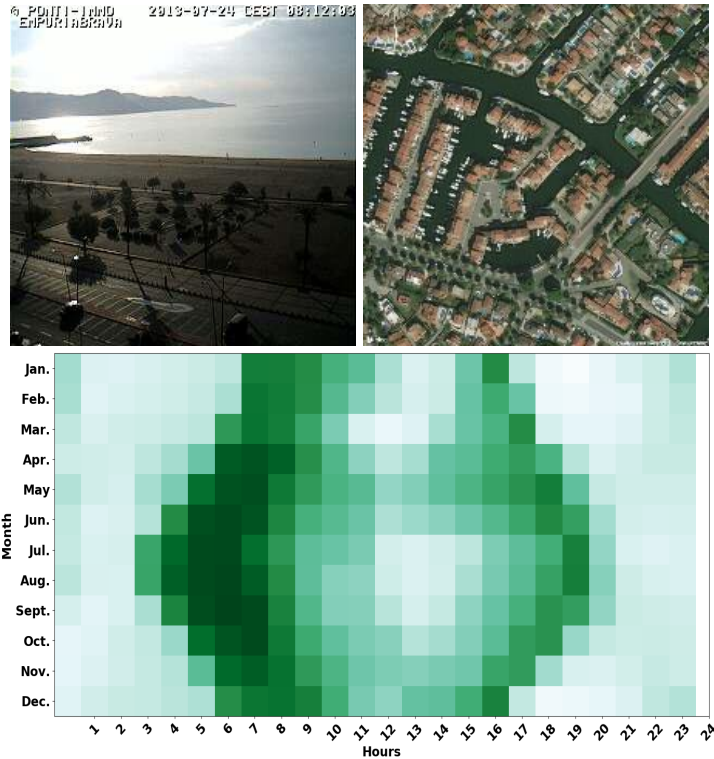 © PONTI-IMMO 2013-07-24 CEST 08:12:03
EMPURIABRAVA
Jan.
Feb.
Mar.
Apr.
May
Jun.
Jul.
Aug.
Sept.
Oct.
Nov.
Dec.
Month
1 2 3 4 5 6 7 8 9 10 11 12 13 14 15 16 17 18 19 20 21 22 23 24
Hours